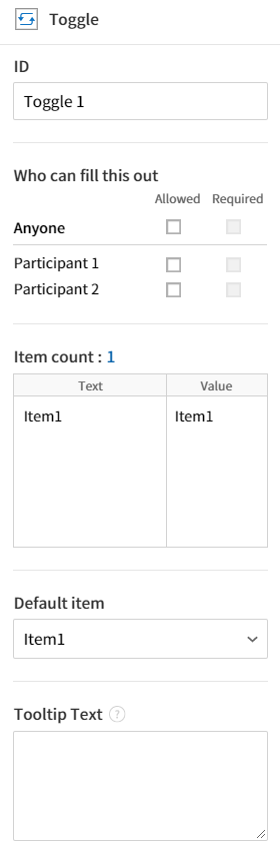 Toggle
ID
Toggle 1
Who can fill this out
Allowed Required
Anyone
Participant 1
Participant 2
Item count : 1
Text Value
Item1 Item1
Default item
Item1
Tooltip Text ?